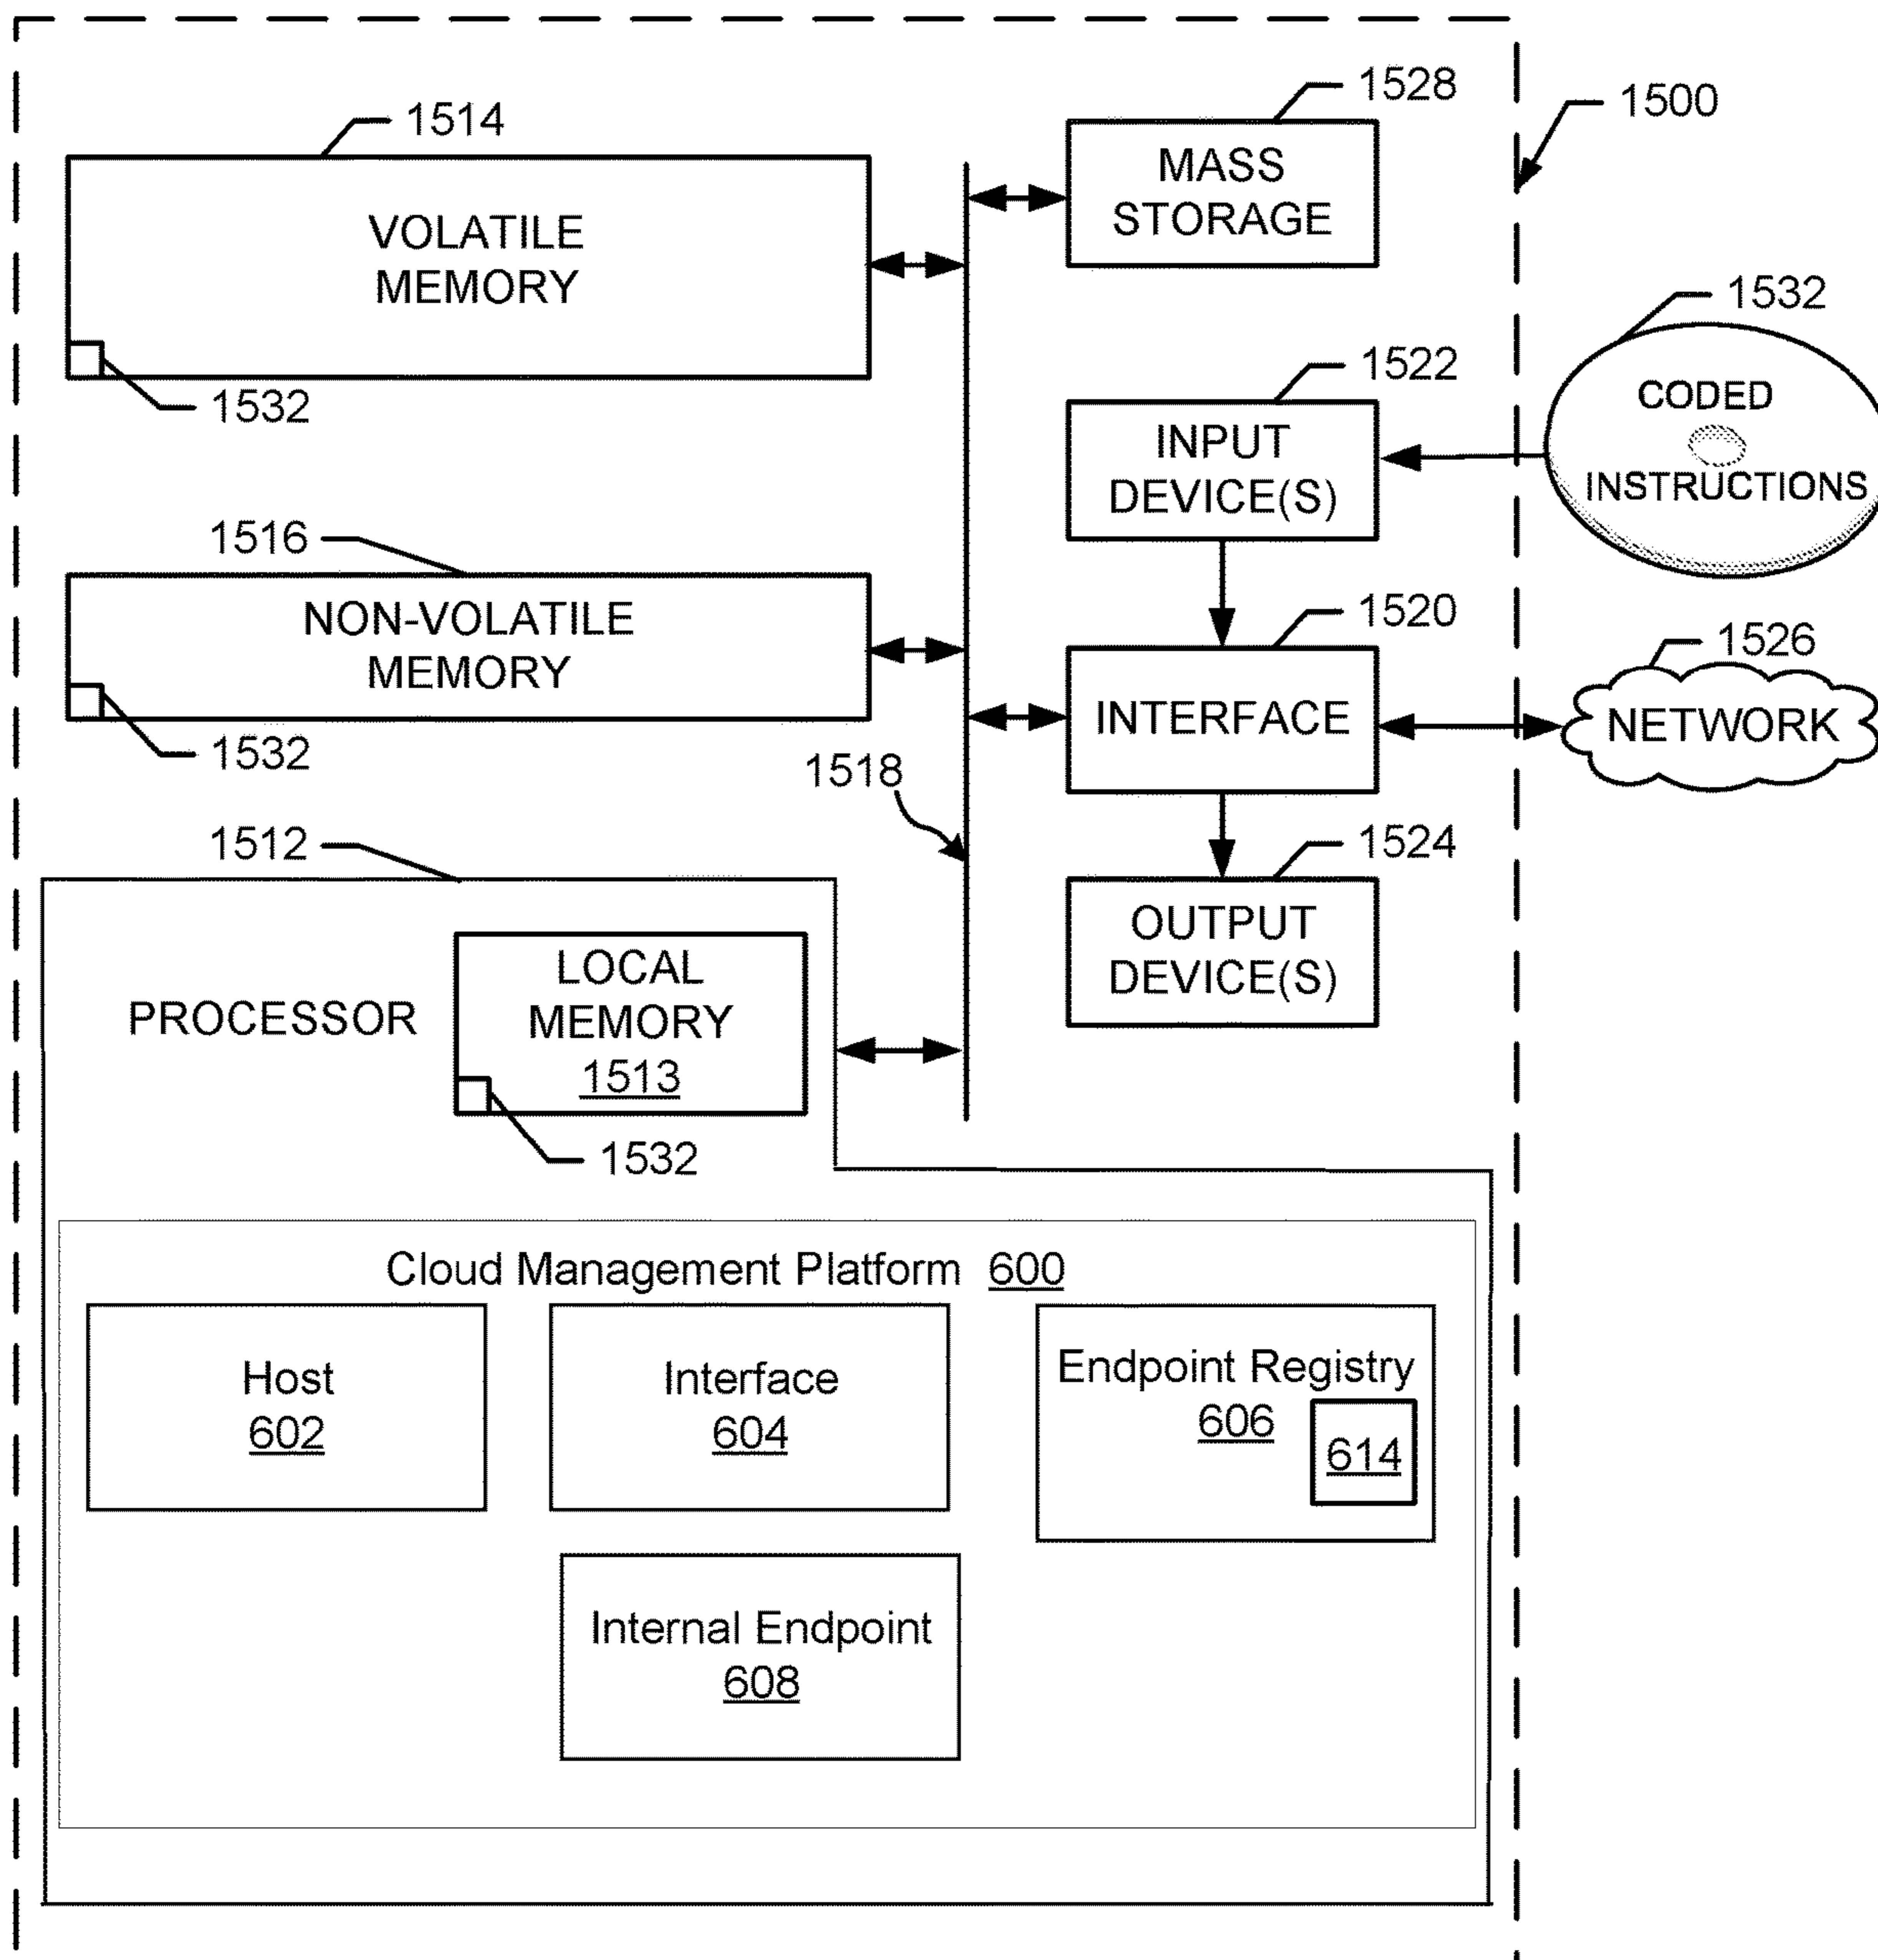 1514
1528
1500
VOLATILE
MEMORY
1532
MASS
STORAGE
1522
INPUT
DEVICE(S)
1532
CODED
INSTRUCTIONS
1516
NON-VOLATILE
MEMORY
1532
1520
INTERFACE
1526
NETWORK
1518
1512
PROCESSOR
LOCAL
MEMORY
1513
1532
1524
OUTPUT
DEVICE(S)
Cloud Management Platform 600
Host
602
Interface
604
Endpoint Registry
606
614
Internal Endpoint
608